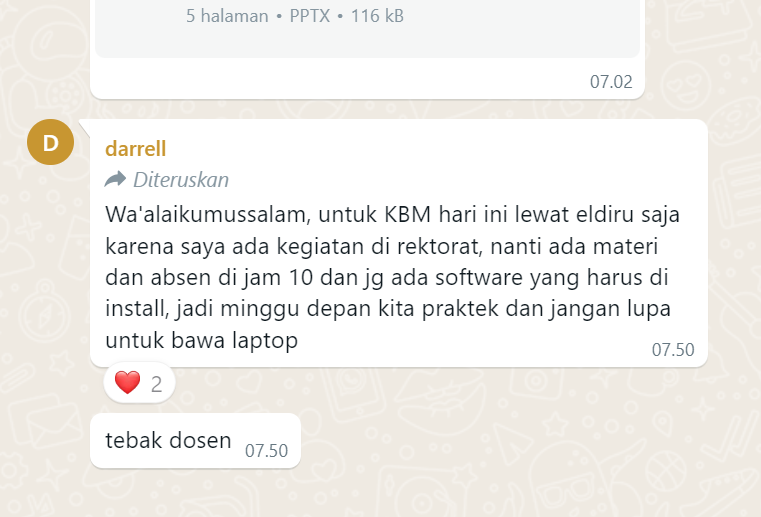 5 halaman • PPTX • 116 kB
07.02
D
darrell
Diteruskan
Wa'alaikumussalam, untuk KBM hari ini lewat eldiru saja
karena saya ada kegiatan di rektorat, nanti ada materi
dan absen di jam 10 dan jg ada software yang harus di
install, jadi minggu depan kita praktek dan jangan lupa
untuk bawa laptop
07.50
2
tebak dosen 07.50